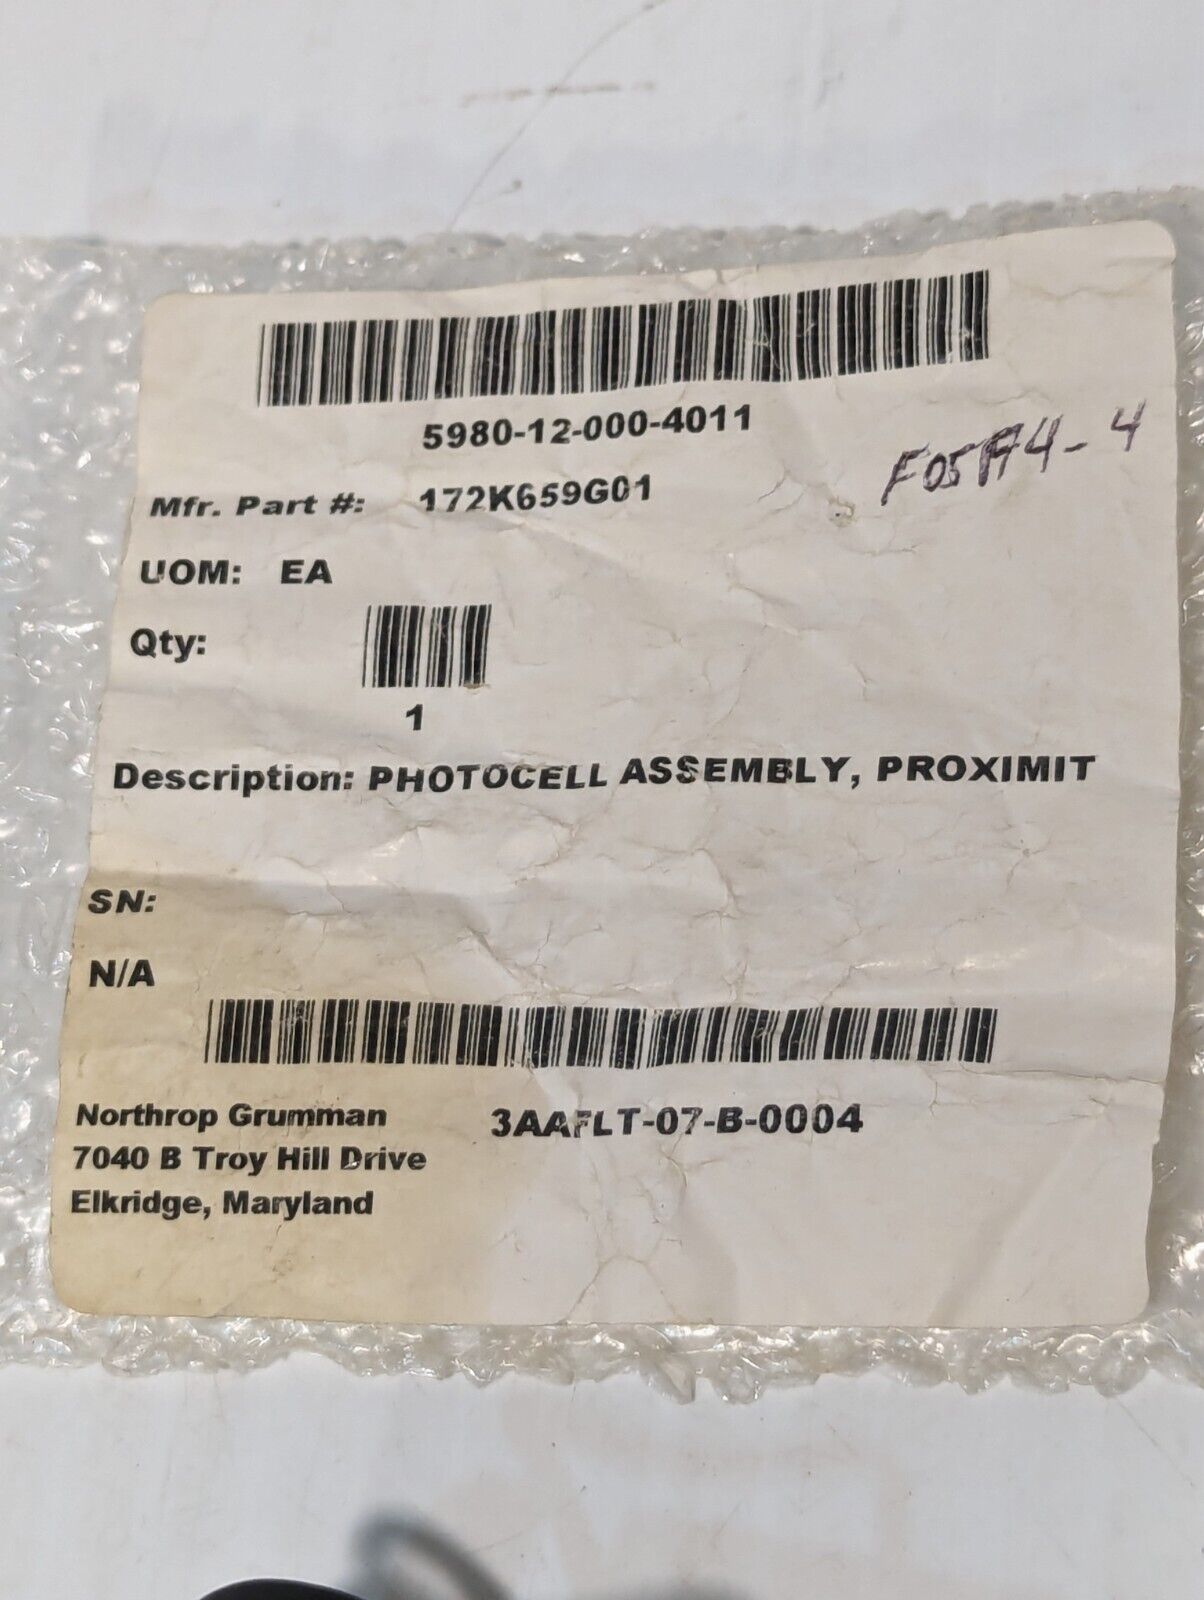 5980-12-000-4011
F05A4-4
Mfr. Part #: 172K659G01
UOM: EA
Qty:
1
Description: PHOTOCELL ASSEMBLY, PROXIMIT
SN:
N/A
Northrop Grumman 3AAFLT-07-B-0004
7040 B Troy Hill Drive
Elkridge, Maryland